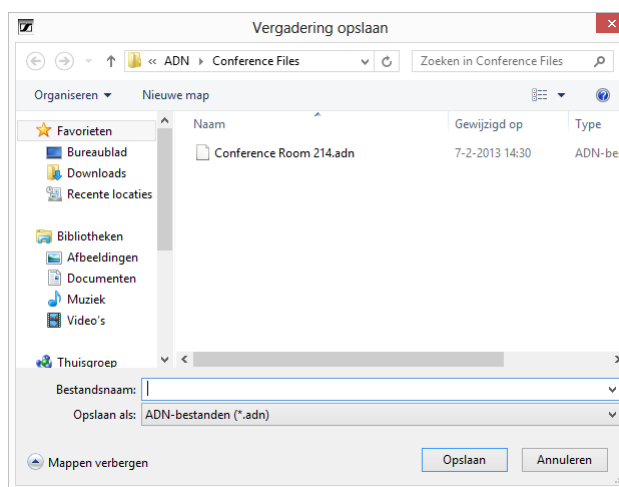 Vergadering opslaan
« ADN Conference Files
Zoeken in Conference Files
Organiseren
Nieuwe map
Naam
Gewijzigd op
Type
Favorieten
Bureaublad
Downloads
Recente locaties
Bibliotheken
Afbeeldingen
Documenten
Muziek
Video's
Thuisgroep
Conference Room 214.adn
7-2-2013 14:30
ADN-be
Bestandsnaam:
Opslaan als: ADN-bestanden (*.adn)
Mappen verbergen
Opslaan
Annuleren